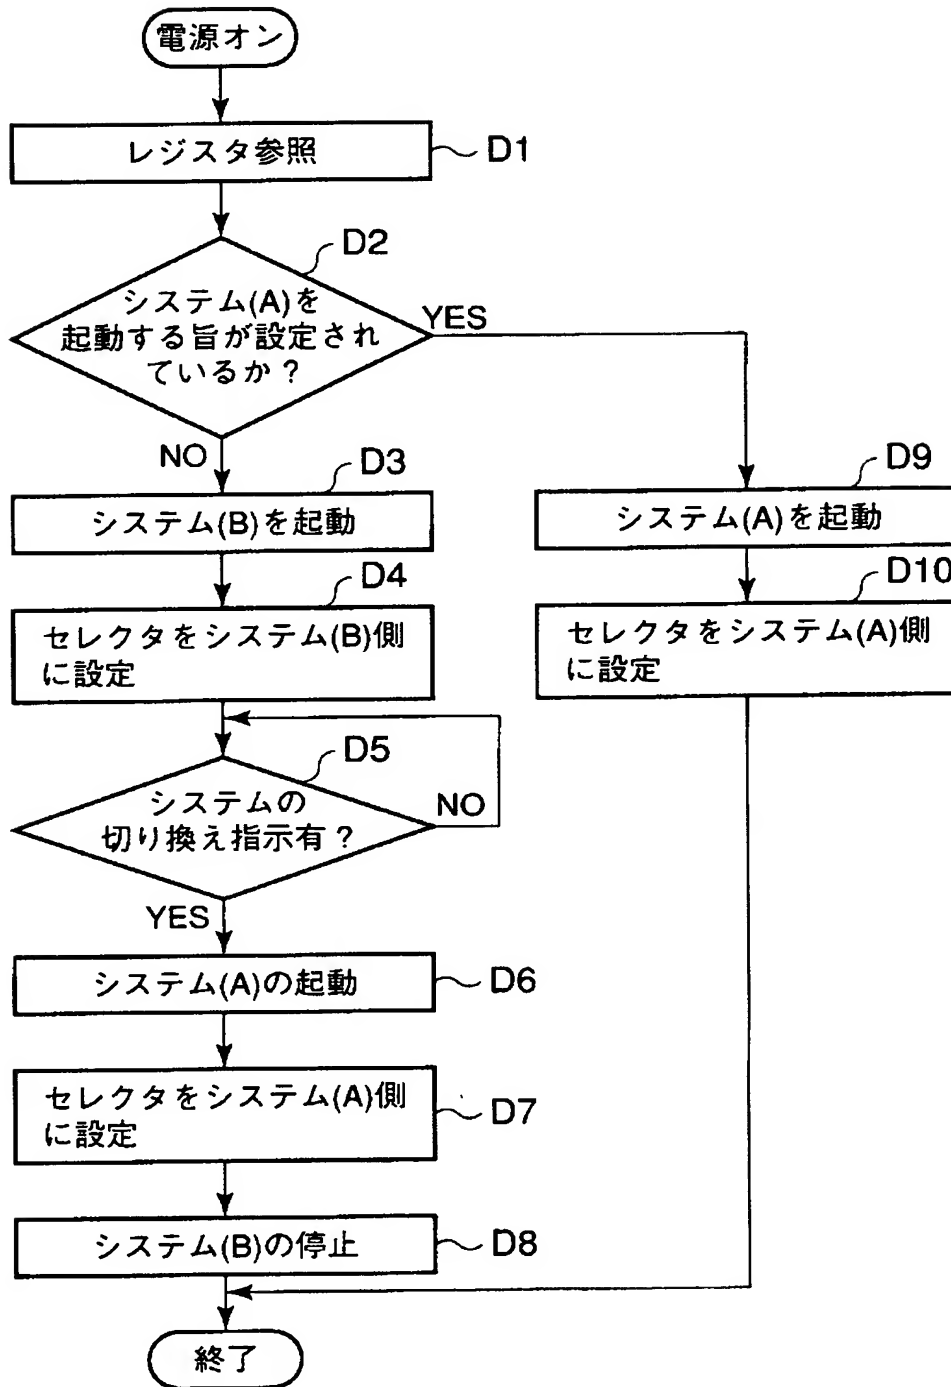 電源オン
レジスタ参照
D1
D2
システム(A)を
起動する旨が設定され
ているか？
YES
NO
D3
システム(B)を起動
D4
セレクタをシステム(B)側
に設定
D5
システムの
切り換え指示有？
NO
YES
システム(A)の起動
D6
セレクタをシステム(A)側
に設定
D7
システム(B)の停止
D8
D9
システム(A)を起動
D10
セレクタをシステム(A)側
に設定
終了